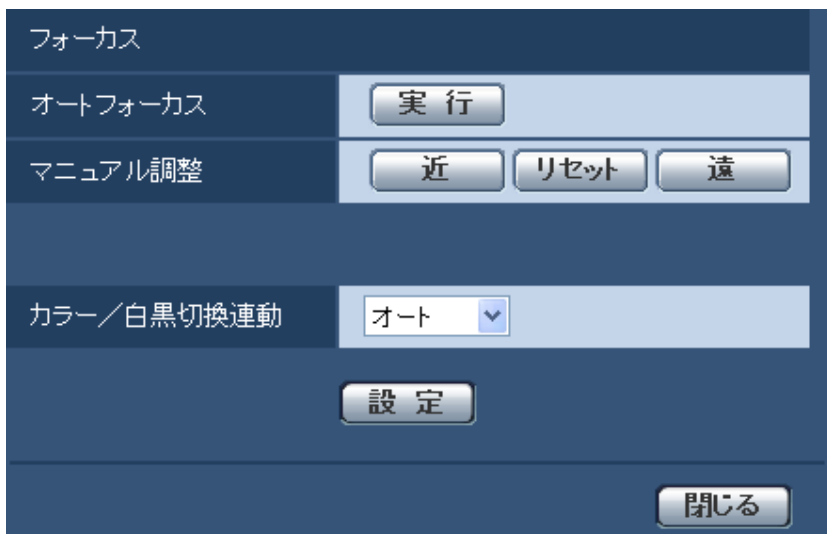 フォーカス
オートフォーカス 実 行
マニュアル調整 近 リセット 遠
カラー／白黒切換連動 オート
設 定
閉じる